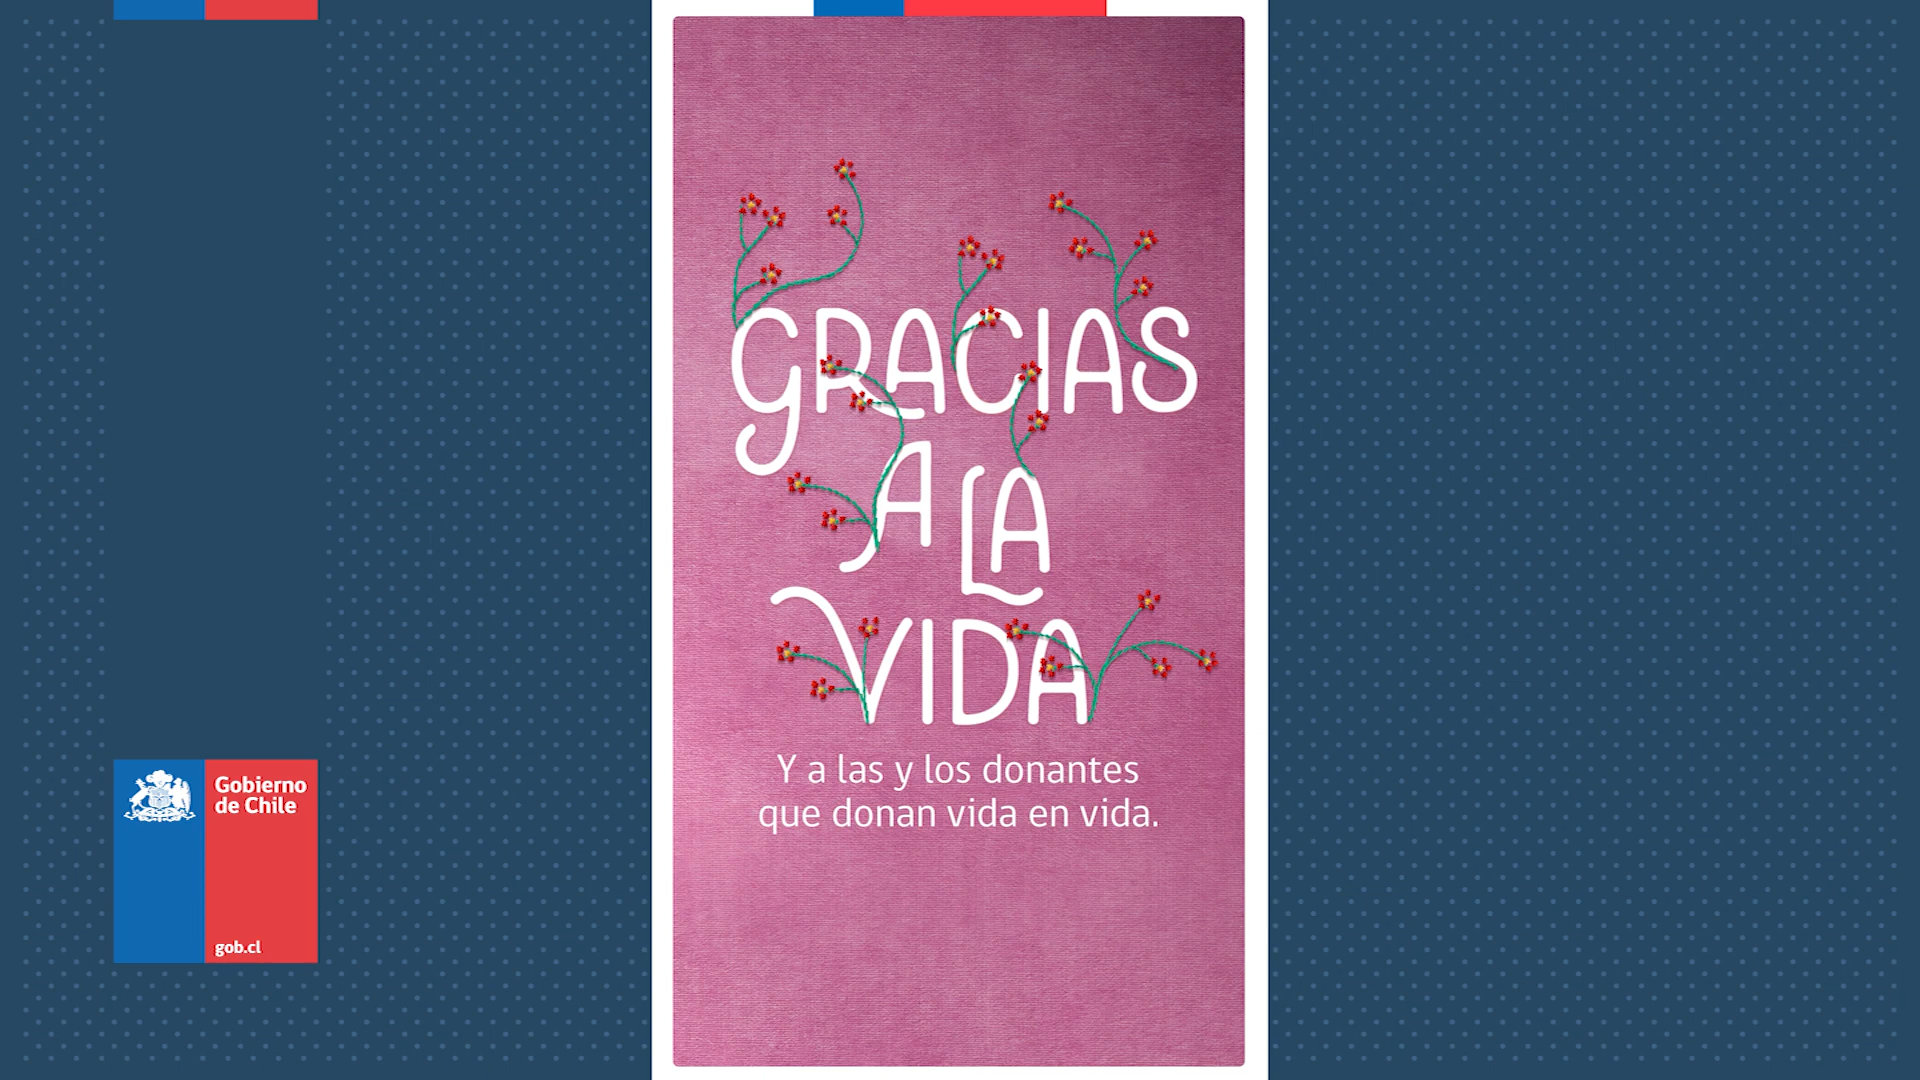 GRACIAS
A LA
VIDA
Y a las y los donantes
que donan vida en vida.
Gobierno
de Chile
gob.cl